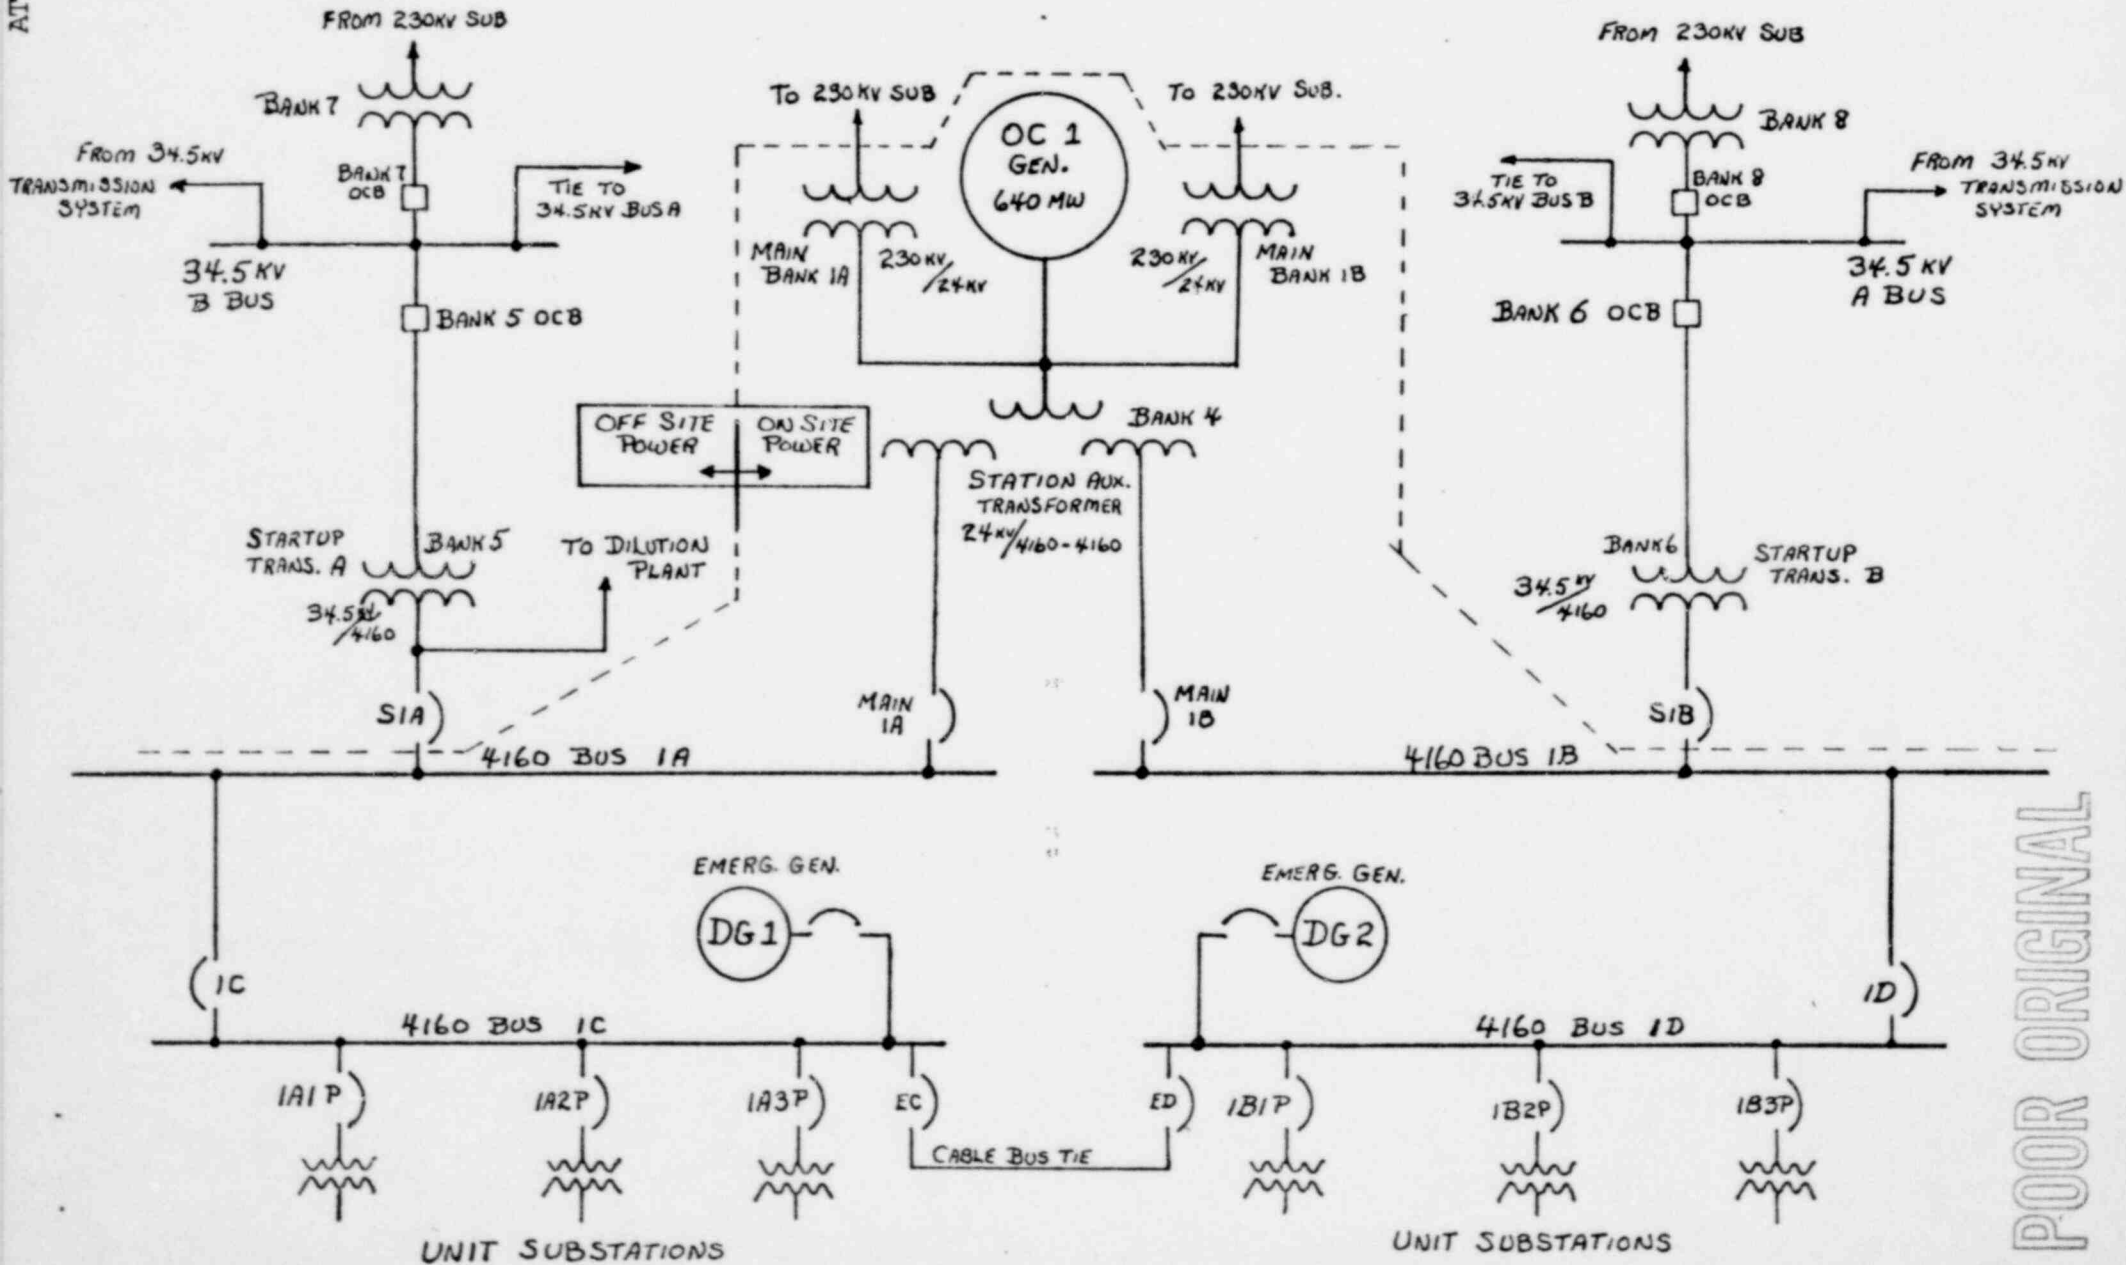 AT
FROM 230KV SUB
BANK 7
FROM 34.5KV
TRANSMISSION
SYSTEM
BANK 7
OCB
TIE TO
34.5KV BUS A
34.5 KV
B BUS
BANK 5 OCB
TO 230KV SUB
OC 1
GEN.
640 MW
TO 230KV SUB.
MAIN
BANK 1A
230KV
/24KV
230KV
/24KV
MAIN
BANK 1B
FROM 230KV SUB
BANK 8
BANK 8
OCB
TIE TO
34.5KV BUS B
FROM 34.5KV
TRANSMISSION
SYSTEM
34.5 KV
A BUS
BANK 6 OCB
OFF SITE
POWER
ON SITE
POWER
BANK 4
STATION AUX.
TRANSFORMER
24KV/4160-4160
STARTUP
TRANS. A
BANK 5
34.5KV
/4160
TO DILUTION
PLANT
BANK 6
STARTUP
TRANS. B
34.5KV
/4160
S1A
MAIN
1A
MAIN
1B
S1B
4160 BUS 1A
4160 BUS 1B
EMERG. GEN.
DG1
EMERG. GEN.
DG2
1C
1D
4160 BUS 1C
4160 BUS 1D
1A1P
1A2P
1A3P
EC
ED
1B1P
1B2P
1B3P
CABLE BUS TIE
UNIT SUBSTATIONS
UNIT SUBSTATIONS
POOR ORIGINAL